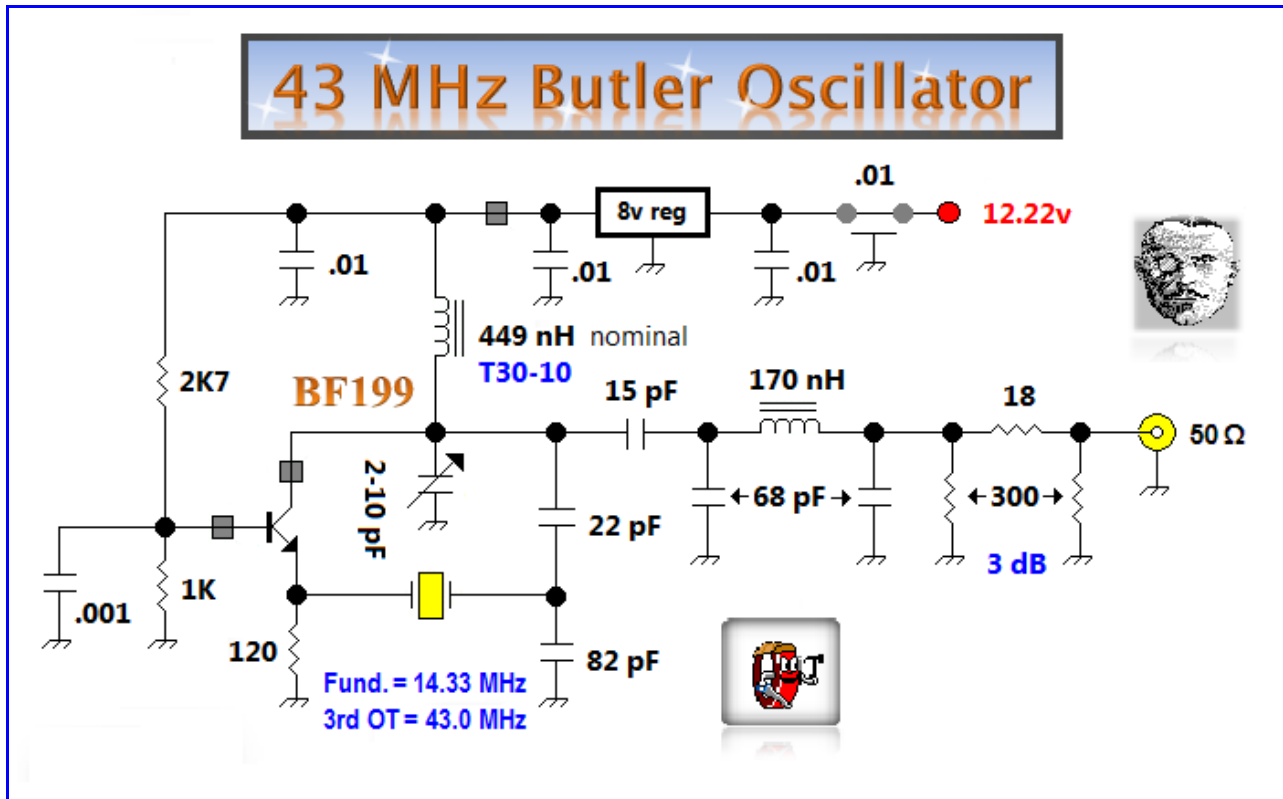 43 MHz Butler Oscillator
.01
8v reg
12.22v
.01
.01
.01
449 nH nominal
T30-10
2K7
BF199
15 pF
170 nH
18
50 Ω
2-10 pF
22 pF
68 pF
300
3 dB
.001
1K
120
82 pF
Fund. = 14.33 MHz
3rd OT = 43.0 MHz